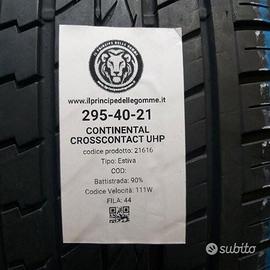 IL PRINCIPE DELLE GOMME
www.ilprincipedellegomme.it
295-40-21
CONTINENTAL
CROSSCONTACT UHP
codice prodotto: 21616
Tipo: Estiva
COD:
Battistrada: 90%
Codice Velocità: 111W
FILA: 44
subito